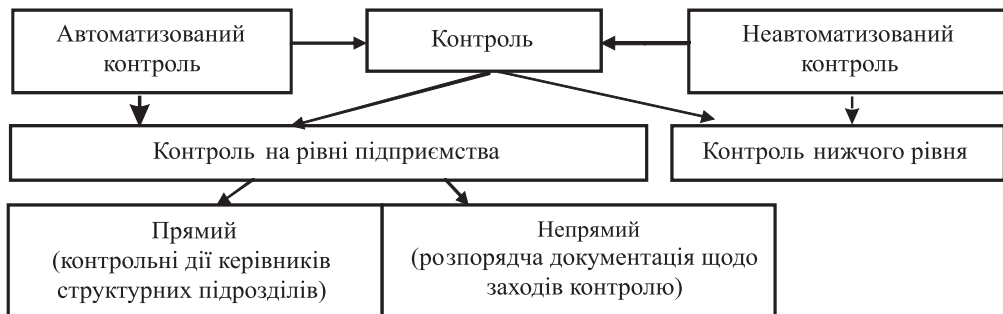 Автоматизований
контроль
Контроль
Неавтоматизований
контроль
Контроль на рівні підприємства
Контроль нижчого рівня
Прямий
(контрольні дії керівників
структурних підрозділів)
Непрямий
(розпорядча документація щодо
заходів контролю)